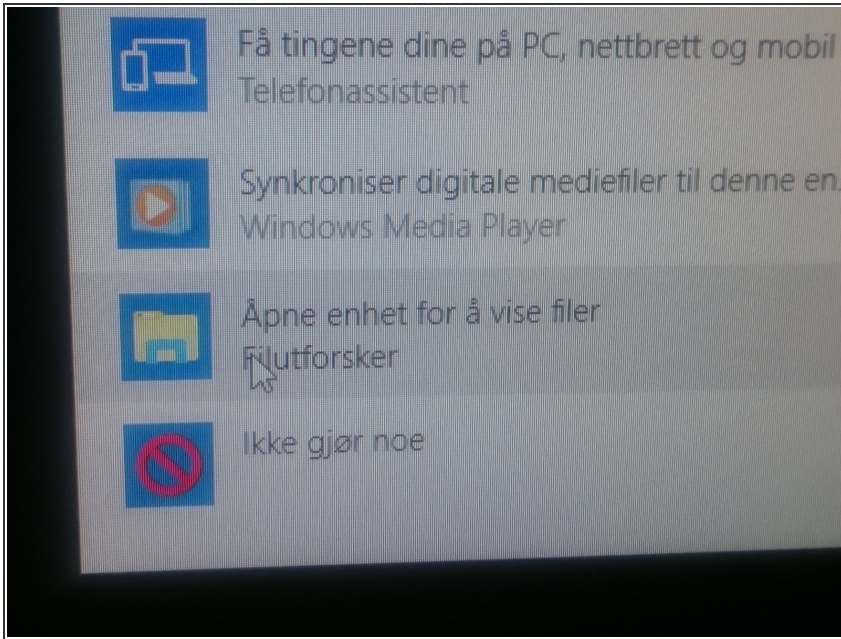 Få tingene dine på PC, nettbrett og mobil
Telefonassistent
Synkroniser digitale mediefiler til denne en.
Windows Media Player
Åpne enhet for å vise filer
Filutforsker
Ikke gjør noe